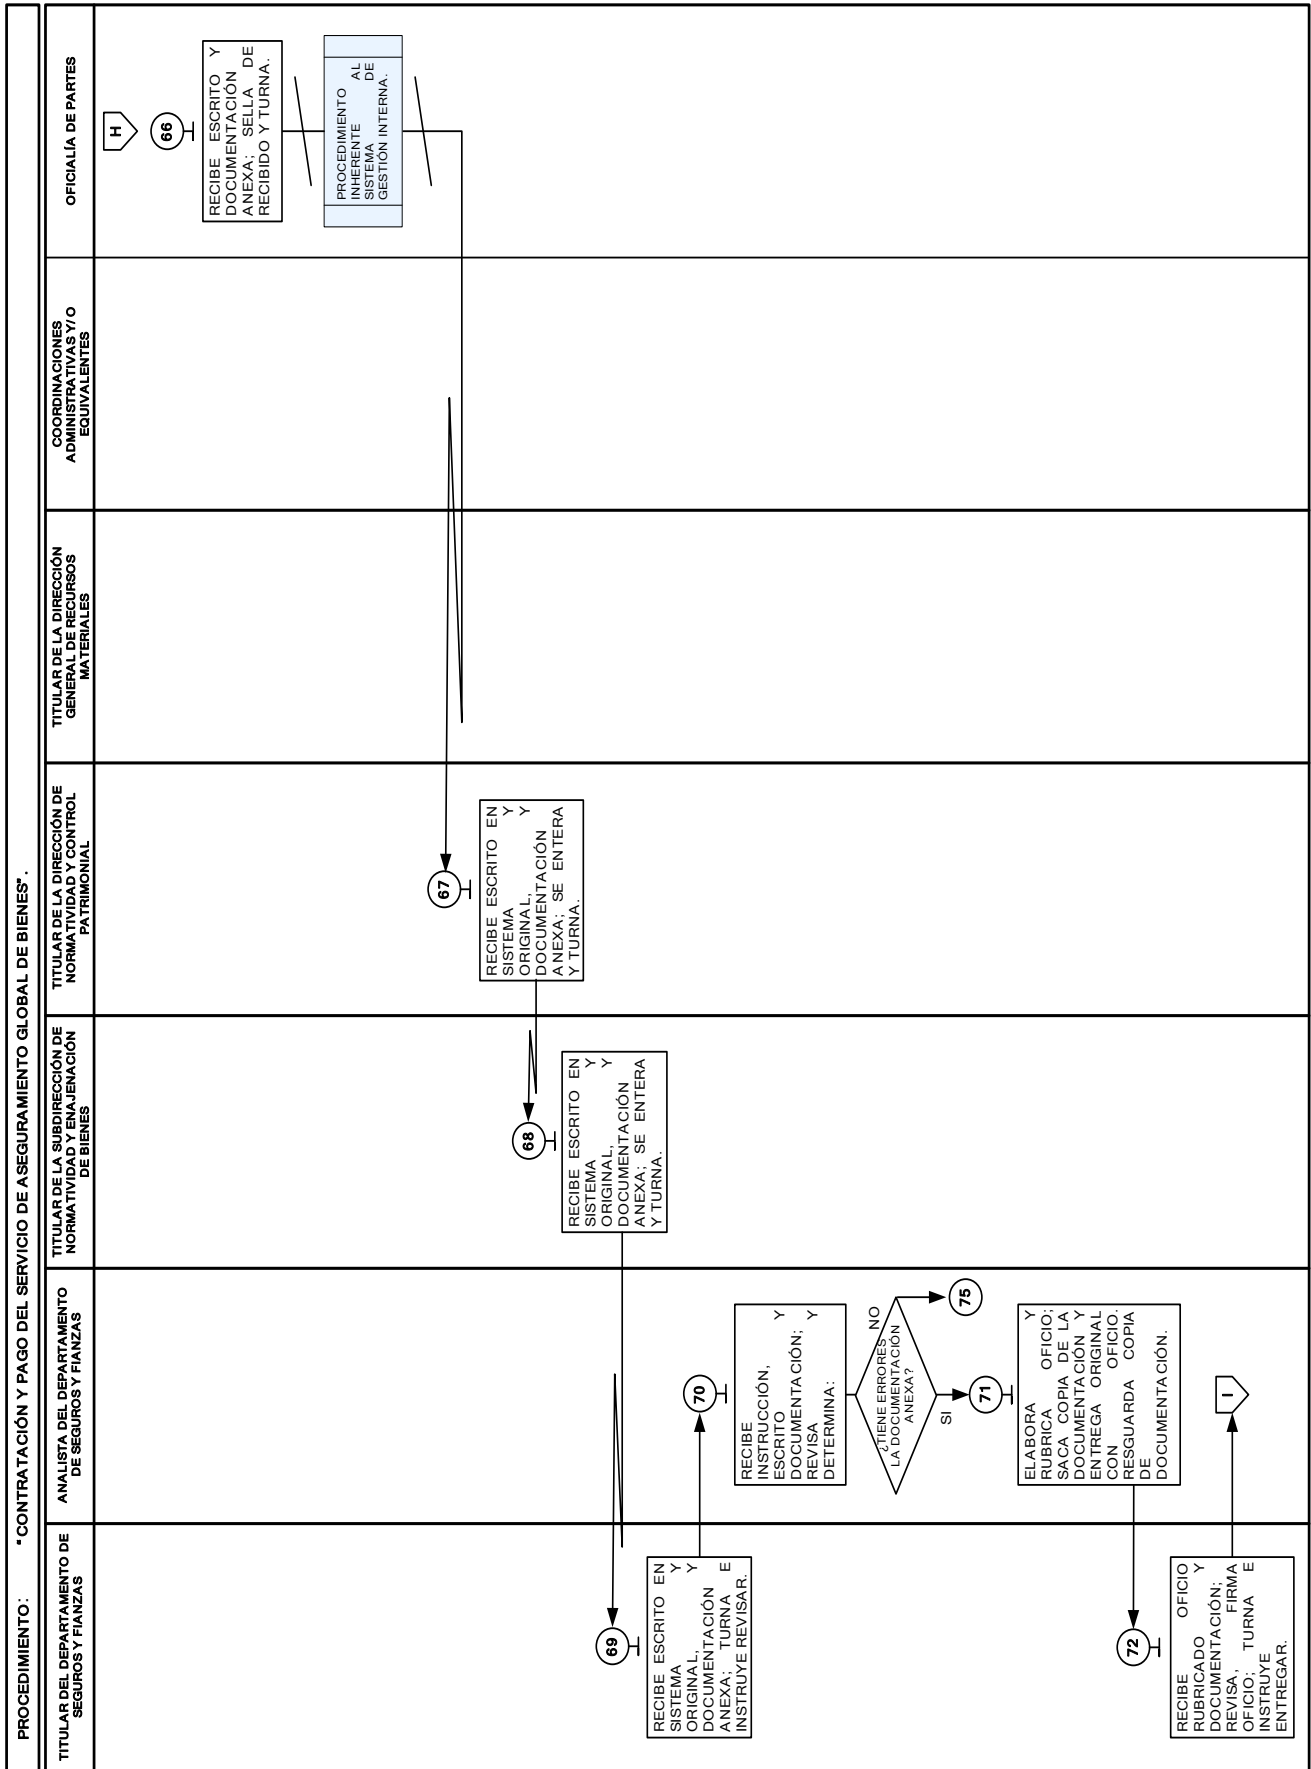 PROCEDIMIENTO: "CONTRATACIÓN Y PAGO DEL SERVICIO DE ASEGURAMIENTO GLOBAL DE BIENES".
TITULAR DEL DEPARTAMENTO DE
SEGUROS Y FIANZAS
ANALISTA DEL DEPARTAMENTO
DE SEGUROS Y FIANZAS
TITULAR DE LA SUBDIRECCIÓN DE
NORMATIVIDAD Y ENAJENACIÓN
DE BIENES
TITULAR DE LA DIRECCIÓN DE
NORMATIVIDAD Y CONTROL
PATRIMONIAL
TITULAR DE LA DIRECCIÓN
GENERAL DE RECURSOS
MATERIALES
COORDINACIONES
ADMINISTRATIVAS Y/O
EQUIVALENTES
OFICIALÍA DE PARTES
H
66
RECIBE ESCRITO Y
DOCUMENTACIÓN
ANEXA; SELLA DE
RECIBIDO Y TURNA.
PROCEDIMIENTO
INHERENTE AL
SISTEMA DE
GESTIÓN INTERNA.
67
RECIBE ESCRITO EN
SISTEMA Y
ORIGINAL, Y
DOCUMENTACIÓN
ANEXA; SE ENTERA
Y TURNA.
68
RECIBE ESCRITO EN
SISTEMA Y
ORIGINAL, Y
DOCUMENTACIÓN
ANEXA; SE ENTERA
Y TURNA.
69
RECIBE ESCRITO EN
SISTEMA Y
ORIGINAL, Y
DOCUMENTACIÓN
ANEXA; TURNA E
INSTRUYE REVISAR.
70
RECIBE
INSTRUCCIÓN,
ESCRITO Y
DOCUMENTACIÓN;
REVISA Y
DETERMINA:
¿TIENE ERRORES
LA DOCUMENTACIÓN
ANEXA?
NO
75
SI
71
ELABORA Y
RUBRICA OFICIO;
SACA COPIA DE LA
DOCUMENTACIÓN Y
ENTREGA ORIGINAL
CON OFICIO.
RESGUARDA COPIA
DE
DOCUMENTACIÓN.
72
RECIBE OFICIO
RUBRICADO Y
DOCUMENTACIÓN;
REVISA, FIRMA
OFICIO; TURNA E
INSTRUYE
ENTREGAR.
I